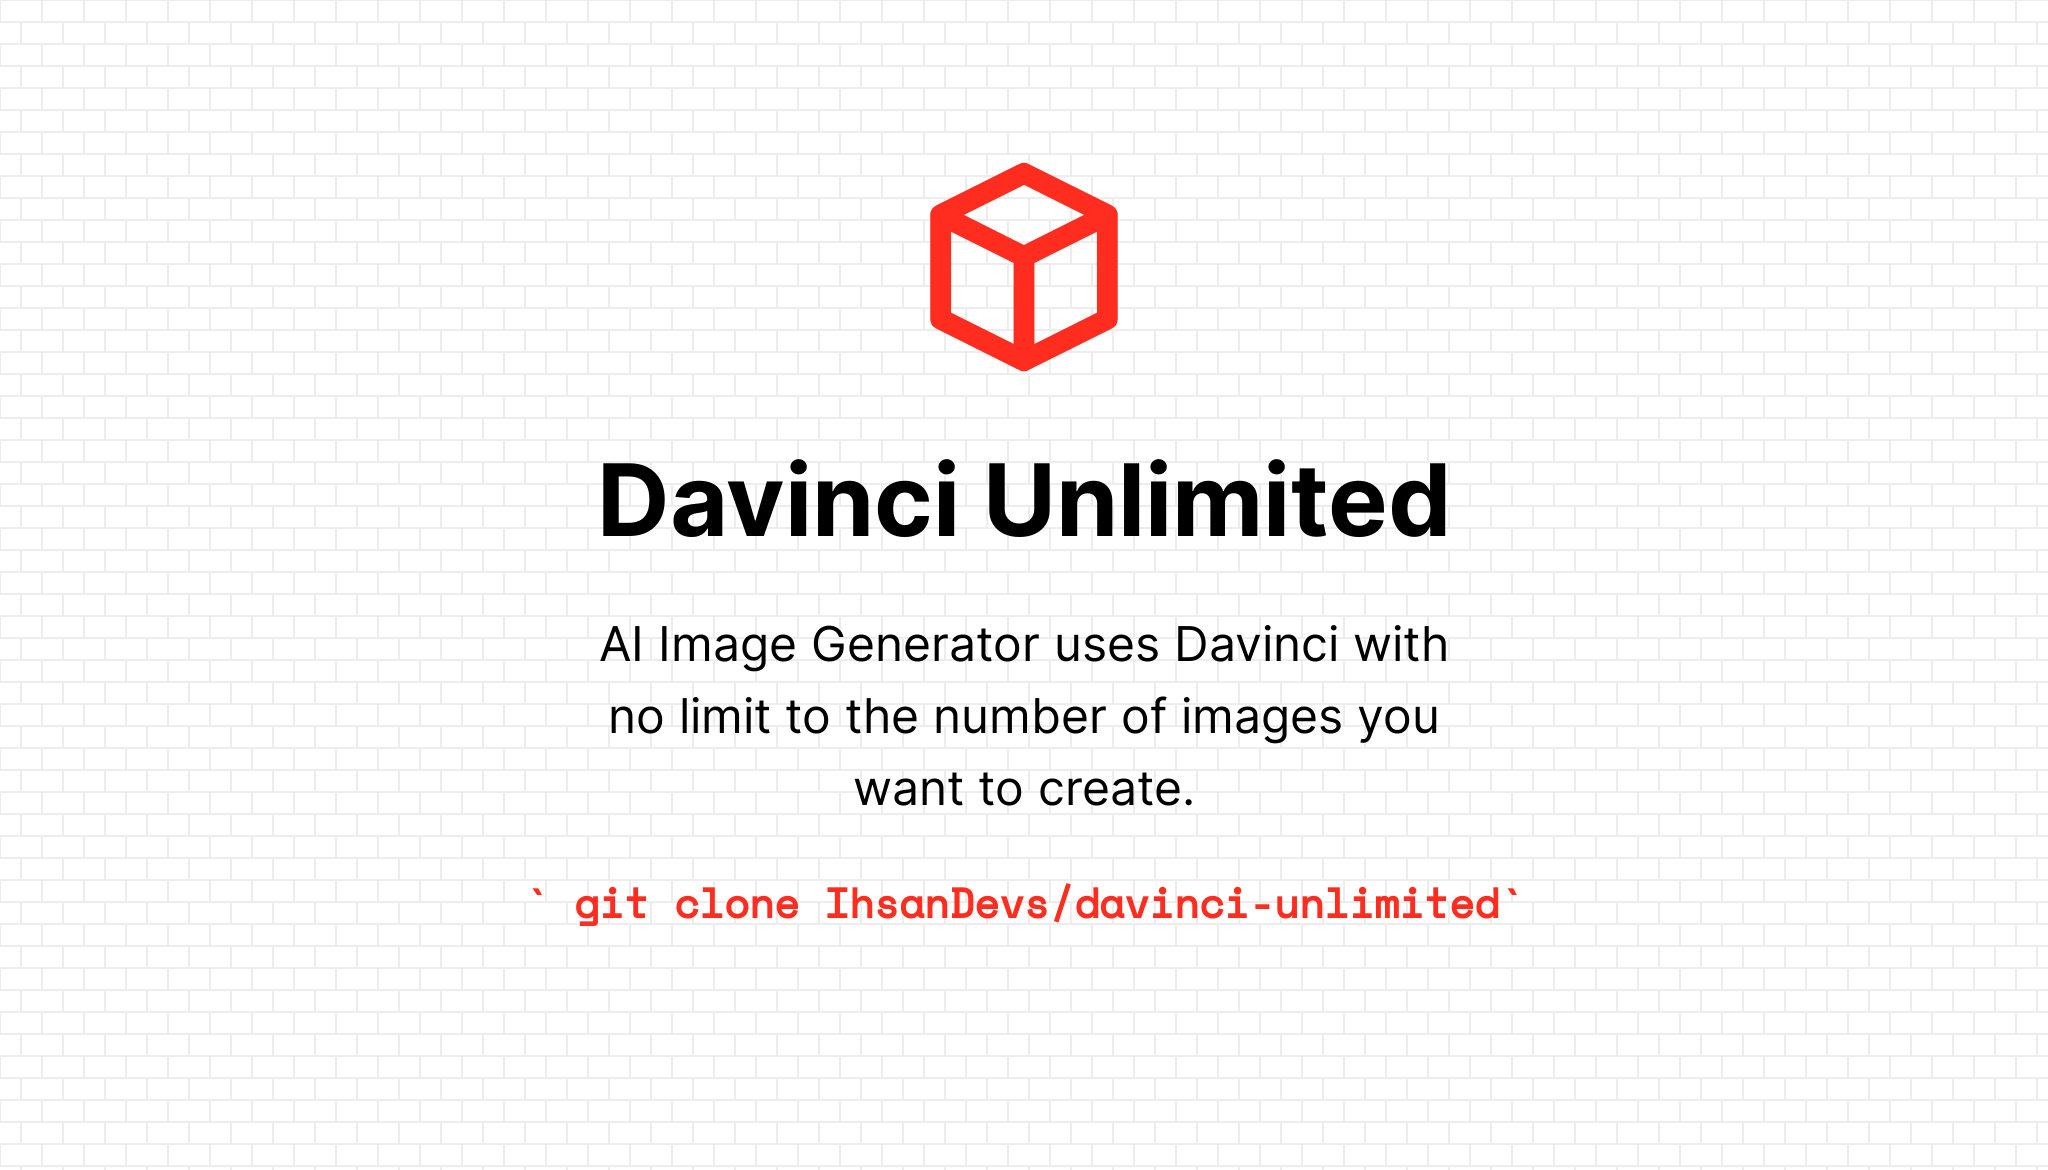 Davinci Unlimited
AI Image Generator uses Davinci with
no limit to the number of images you
want to create.
` git clone IhsanDevs/davinci-unlimited`